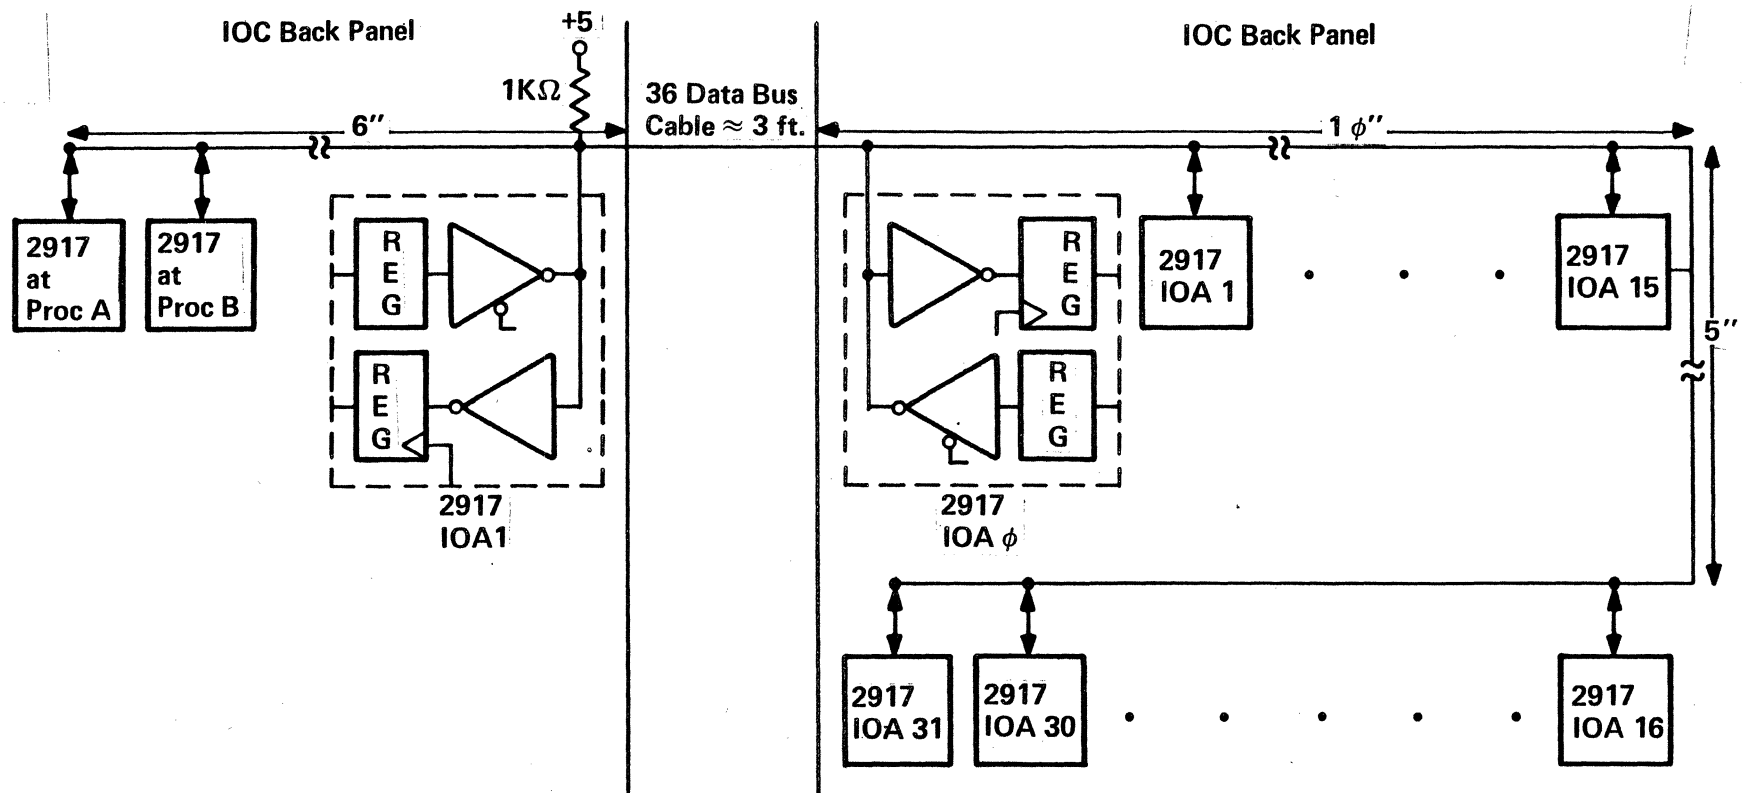 IOC Back Panel
+5
1KΩ
6"
36 Data Bus
Cable ≈ 3 ft.
IOC Back Panel
1 ϕ"
5"
2917
at
Proc A
2917
at
Proc B
R
E
G
R
E
G
2917
IOA1
R
E
G
R
E
G
2917
IOA ϕ
2917
IOA 1
2917
IOA 15
2917
IOA 31
2917
IOA 30
2917
IOA 16